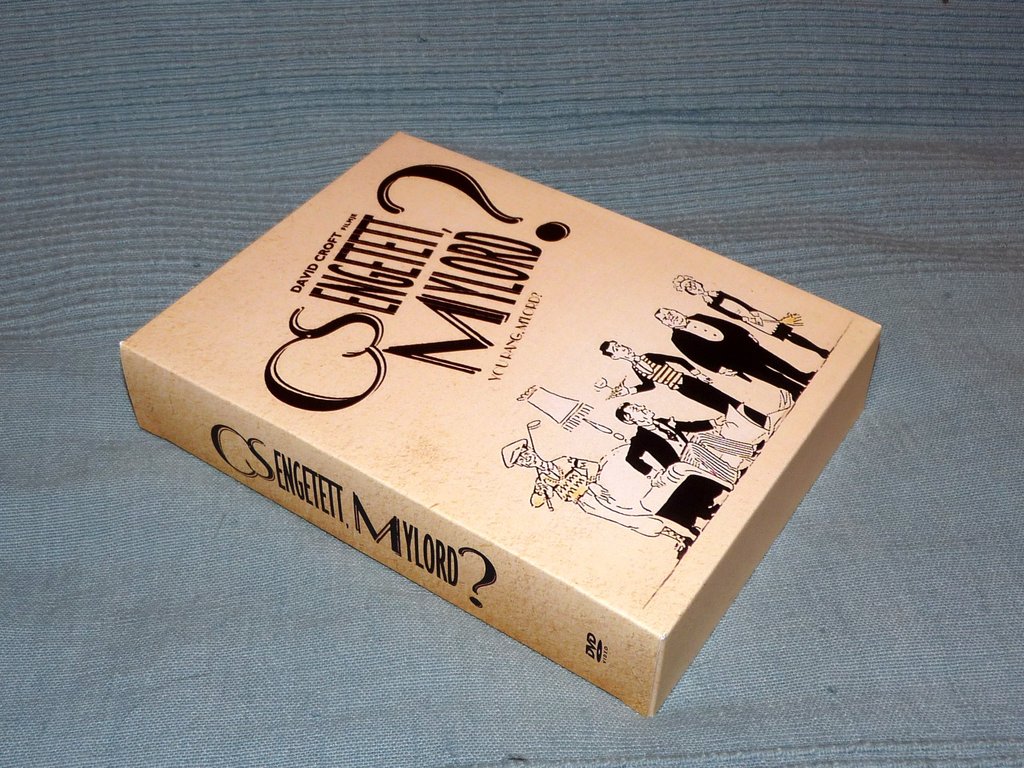 DAVID CROFT FILMJE
CSENGETETT,
MYLORD?
YOU RANG, M'LORD?
CSENGETETT, MYLORD?
DVD
VIDEO